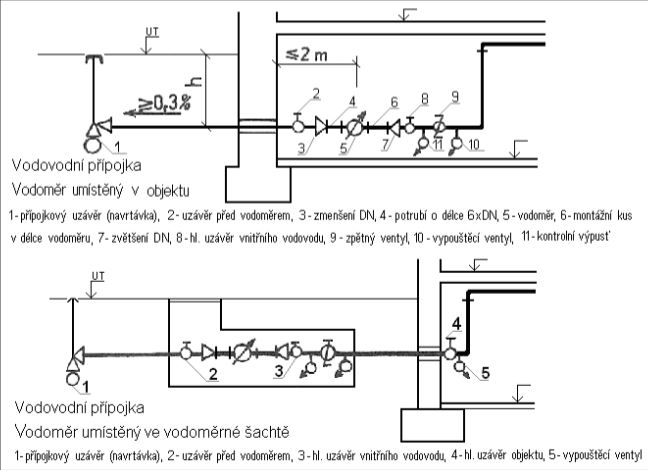 UT
≤2 m
h
≥0,3%
2 4 6 8 9
1 3 5 7 11 10
Vodovodní přípojka
Vodoměr umístěný v objektu
1-přípojkový uzávěr (navrtávka), 2- uzávěr před vodoměrem, 3-zmenšení DN, 4-potrubí o délce 6xDN, 5-vodoměr, 6-montážní kus
v délce vodoměru, 7-zvětšení DN, 8-hl. uzávěr vnitřního vodovodu, 9 - zpětný ventyl, 10-vypouštěcí ventyl, 11-kontrolní výpusť
UT
4
1 2 3 5
Vodovodní přípojka
Vodoměr umístěný ve vodoměrné šachtě
1-přípojkový uzávěr (navrtávka), 2-uzávěr před vodoměrem, 3-hl. uzávěr vnitřního vodovodu, 4-hl. uzávěr objektu, 5-vypouštěcí ventyl